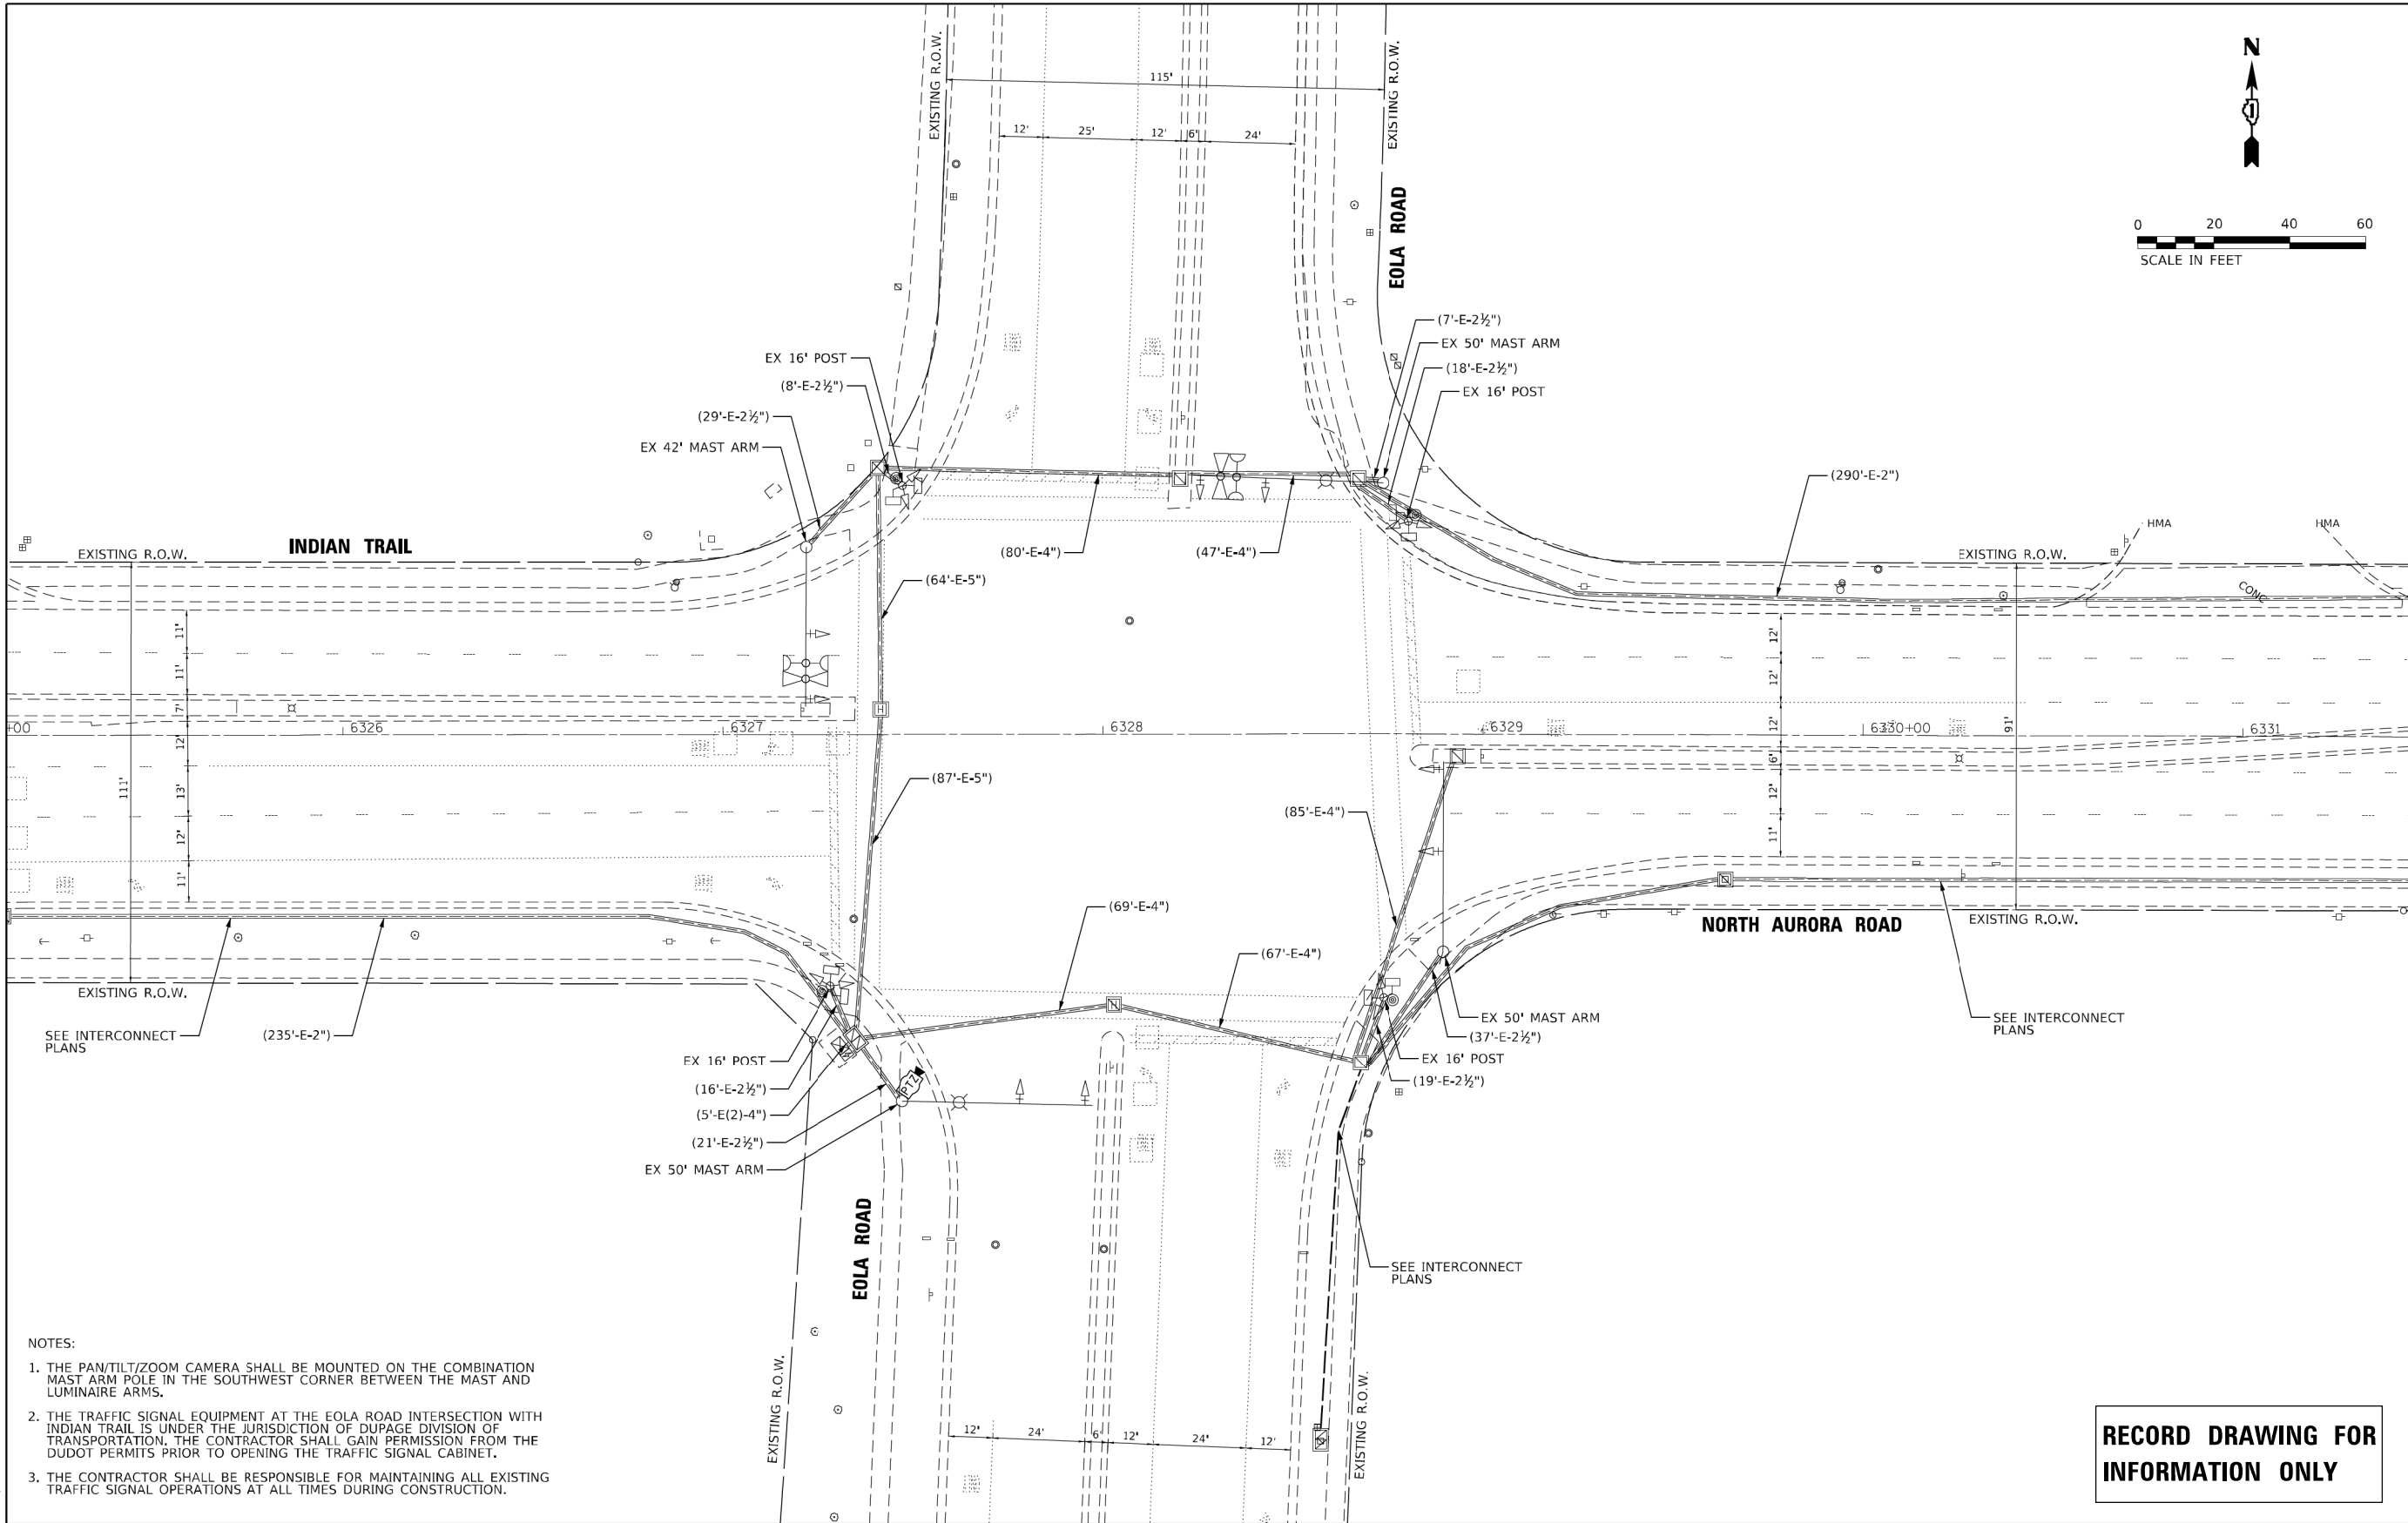 N
EXISTING R.O.W.
EXISTING R.O.W.
115'
12'
25'
12'
6'
24'
EOLA ROAD
0
20
40
60
SCALE IN FEET
(7'-E-2½")
EX 50' MAST ARM
(18'-E-2½")
EX 16' POST
EX 16' POST
(8'-E-2½")
(29'-E-2½")
EX 42' MAST ARM
(290'-E-2")
HMA
HMA
INDIAN TRAIL
EXISTING R.O.W.
(80'-E-4")
(47'-E-4")
EXISTING R.O.W.
(64'-E-5")
CONC
11'
11'
7'
12'
13'
12'
11'
111'
12'
12'
12'
6'
12'
11'
91'
+00
6326
6327
6328
6329
6330+00
6331
(87'-E-5")
(85'-E-4")
(69'-E-4")
(67'-E-4")
NORTH AURORA ROAD
EXISTING R.O.W.
EXISTING R.O.W.
SEE INTERCONNECT
PLANS
(235'-E-2")
EX 16' POST
(16'-E-2½")
(5'-E(2)-4")
(21'-E-2½")
EX 50' MAST ARM
PTZ
EX 50' MAST ARM
(37'-E-2½")
EX 16' POST
(19'-E-2½")
SEE INTERCONNECT
PLANS
EOLA ROAD
SEE INTERCONNECT
PLANS
EXISTING R.O.W.
EXISTING R.O.W.
12'
24'
6'
12'
24'
12'
NOTES:
1. THE PAN/TILT/ZOOM CAMERA SHALL BE MOUNTED ON THE COMBINATION
MAST ARM POLE IN THE SOUTHWEST CORNER BETWEEN THE MAST AND
LUMINAIRE ARMS.
2. THE TRAFFIC SIGNAL EQUIPMENT AT THE EOLA ROAD INTERSECTION WITH
INDIAN TRAIL IS UNDER THE JURISDICTION OF DUPAGE DIVISION OF
TRANSPORTATION. THE CONTRACTOR SHALL GAIN PERMISSION FROM THE
DUDOT PERMITS PRIOR TO OPENING THE TRAFFIC SIGNAL CABINET.
3. THE CONTRACTOR SHALL BE RESPONSIBLE FOR MAINTAINING ALL EXISTING
TRAFFIC SIGNAL OPERATIONS AT ALL TIMES DURING CONSTRUCTION.
RECORD DRAWING FOR
INFORMATION ONLY